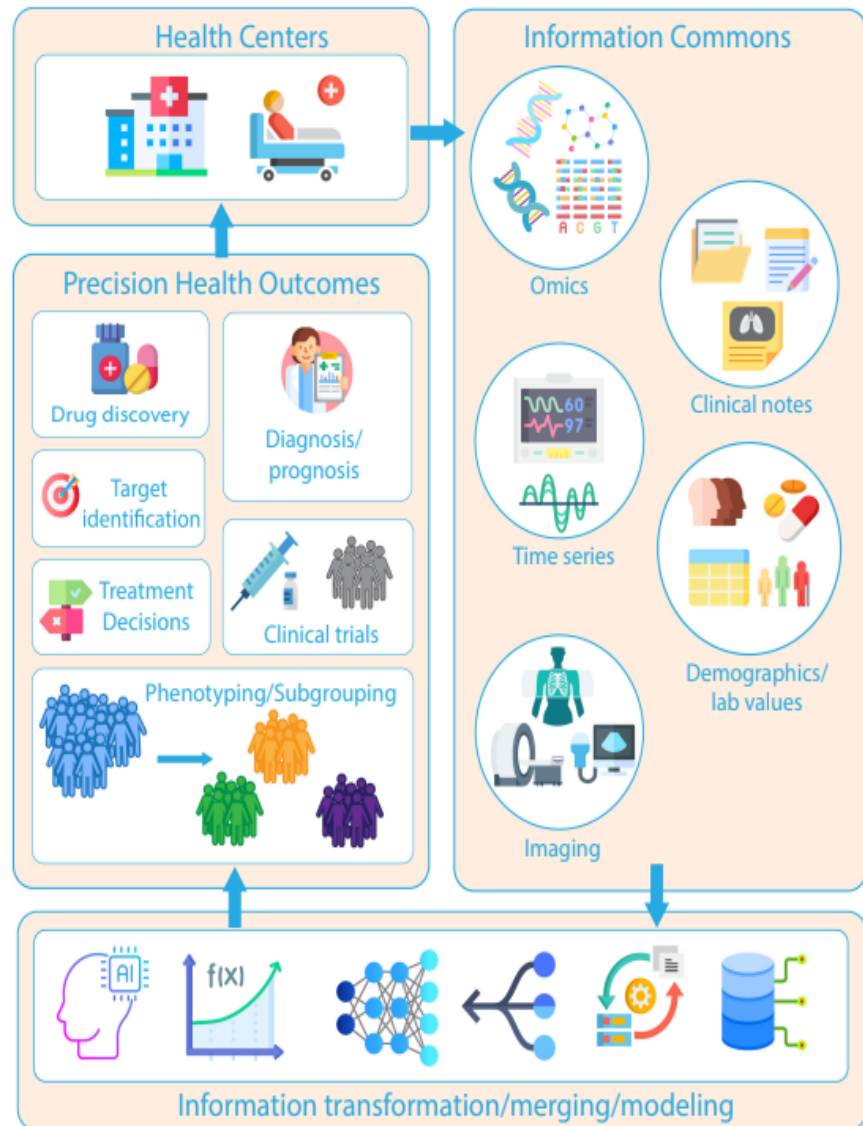 Health Centers
Information Commons
A C G T
Omics
Clinical notes
60
97
Time series
Demographics/
lab values
Imaging
Precision Health Outcomes
Drug discovery
Diagnosis/
prognosis
Target
identification
Treatment
Decisions
Clinical trials
Phenotyping/Subgrouping
AI
f(x)
Information transformation/merging/modeling